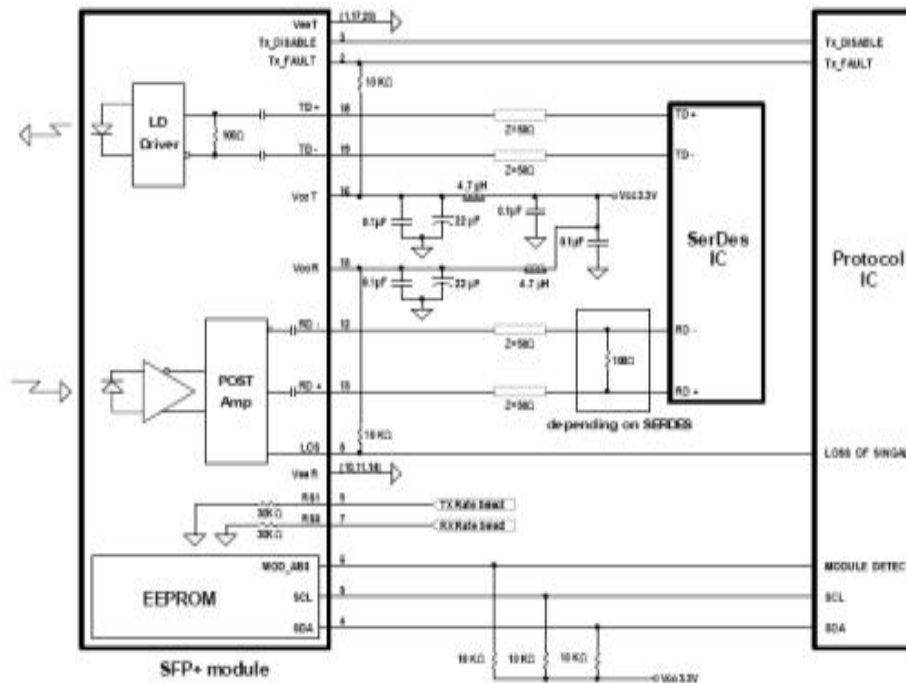 VeeT
(1,17,20)
Tx_DISABLE
3
Tx_DISABLE
Tx_FAULT
2
Tx_FAULT
10 KΩ
LD
Driver
100Ω
TD+
18
Z=50Ω
TD+
TD-
19
Z=50Ω
TD-
VccT
16
4.7 µH
Vcc3.3V
0.1µF
22 µF
0.1µF
0.1µF
SerDes
IC
Protocol
IC
VccR
15
0.1µF
22 µF
4.7 µH
RD -
12
Z=50Ω
RD -
100Ω
POST
Amp
RD +
13
Z=50Ω
RD +
depending on SERDES
10 KΩ
LOS
8
LOSS OF SINGAL
VeeR
(10,11,14)
RS1
9
TX Rate Select
30KΩ
RS0
7
RX Rate Select
30KΩ
MOD_ABS
6
MODULE DETECT
EEPROM
SCL
5
SCL
SDA
4
SDA
10 KΩ
10 KΩ
10 KΩ
Vcc3.3V
SFP+ module